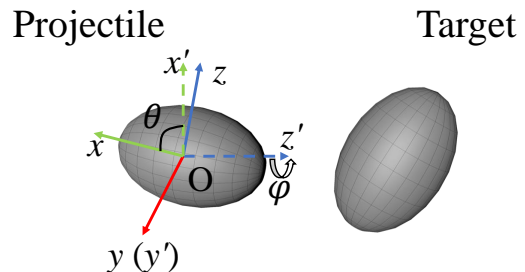 Projectile Target
x′ z
θ
x z′
O
φ
y (y′)